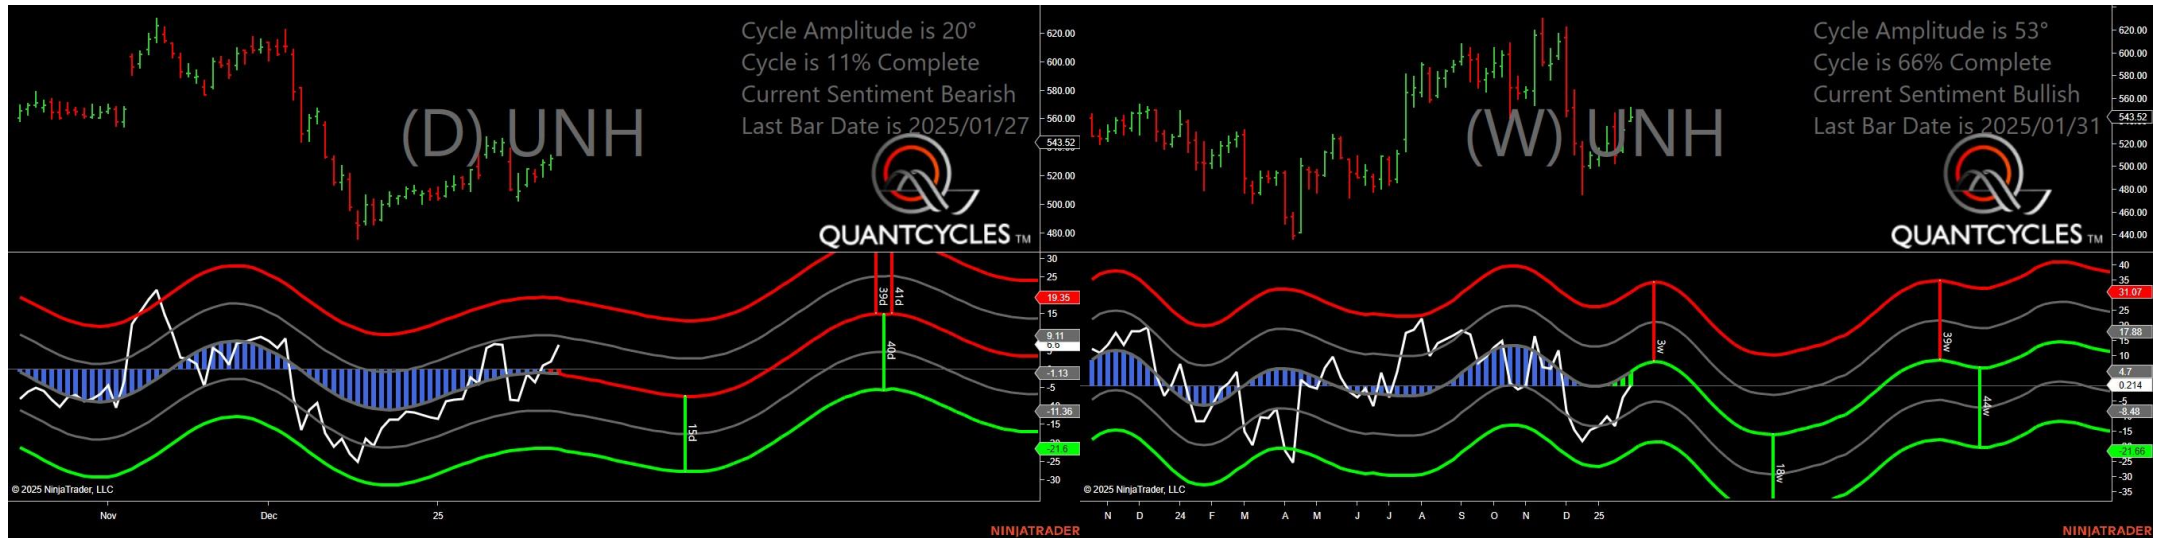 Cycle Amplitude is 20°
Cycle is 11% Complete
Current Sentiment Bearish
Last Bar Date is 2025/01/27
(D) UNH
QUANTCYCLES TM
620.00
600.00
580.00
560.00
543.52
520.00
500.00
480.00
30
25
19.35
15
9.11
6.6
-1.13
-5
-11.36
-15
-21.6
-25
-30
39d
41d
40d
15d
© 2025 NinjaTrader, LLC
Nov
Dec
25
NINJATRADER
Cycle Amplitude is 53°
Cycle is 66% Complete
Current Sentiment Bullish
Last Bar Date is 2025/01/31
(W) UNH
QUANTCYCLES TM
620.00
600.00
580.00
560.00
543.52
520.00
500.00
480.00
460.00
440.00
40
35
31.07
25
17.88
15
10
4.7
0.214
-5
-8.48
-15
-21.66
-25
-30
-35
3w
39w
44w
18w
© 2025 NinjaTrader, LLC
N D 24 F M A M J J A S O N D 25
NINJATRADER